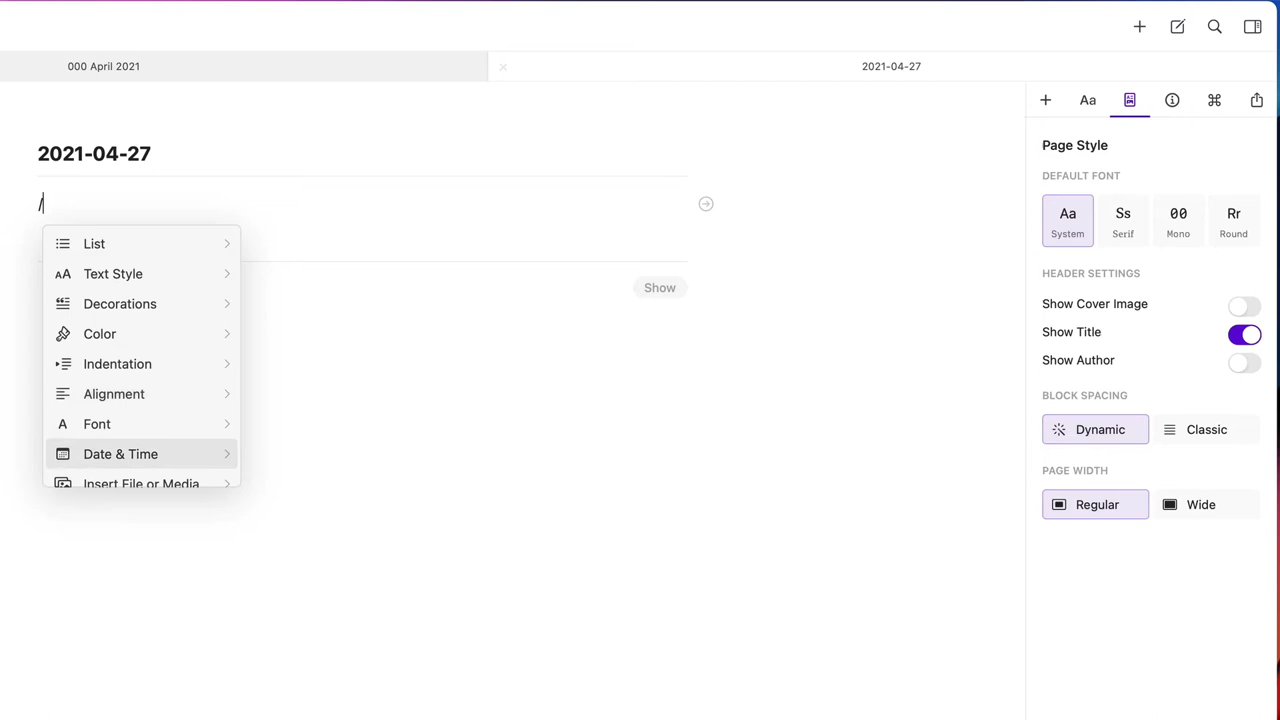 000 April 2021
2021-04-27
Aa
2021-04-27
/
List
Text Style
Decorations
Color
Indentation
Alignment
A Font
Date & Time
Insert File or Media
Show
Page Style
DEFAULT FONT
Aa Ss 00 Rr
System Serif Mono Round
HEADER SETTINGS
Show Cover Image
Show Title
Show Author
BLOCK SPACING
Dynamic Classic
PAGE WIDTH
Regular Wide